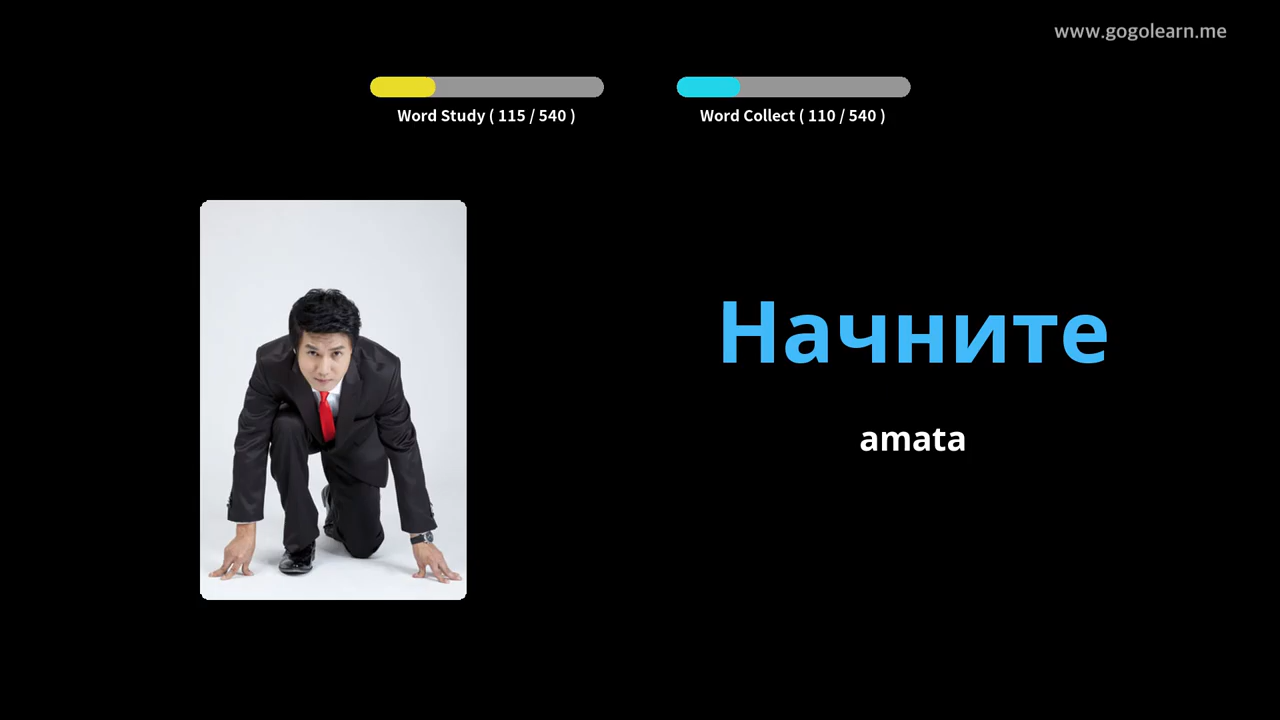 www.gogolearn.me
Word Study ( 115 / 540 )
Word Collect ( 110 / 540 )
Начните
amata